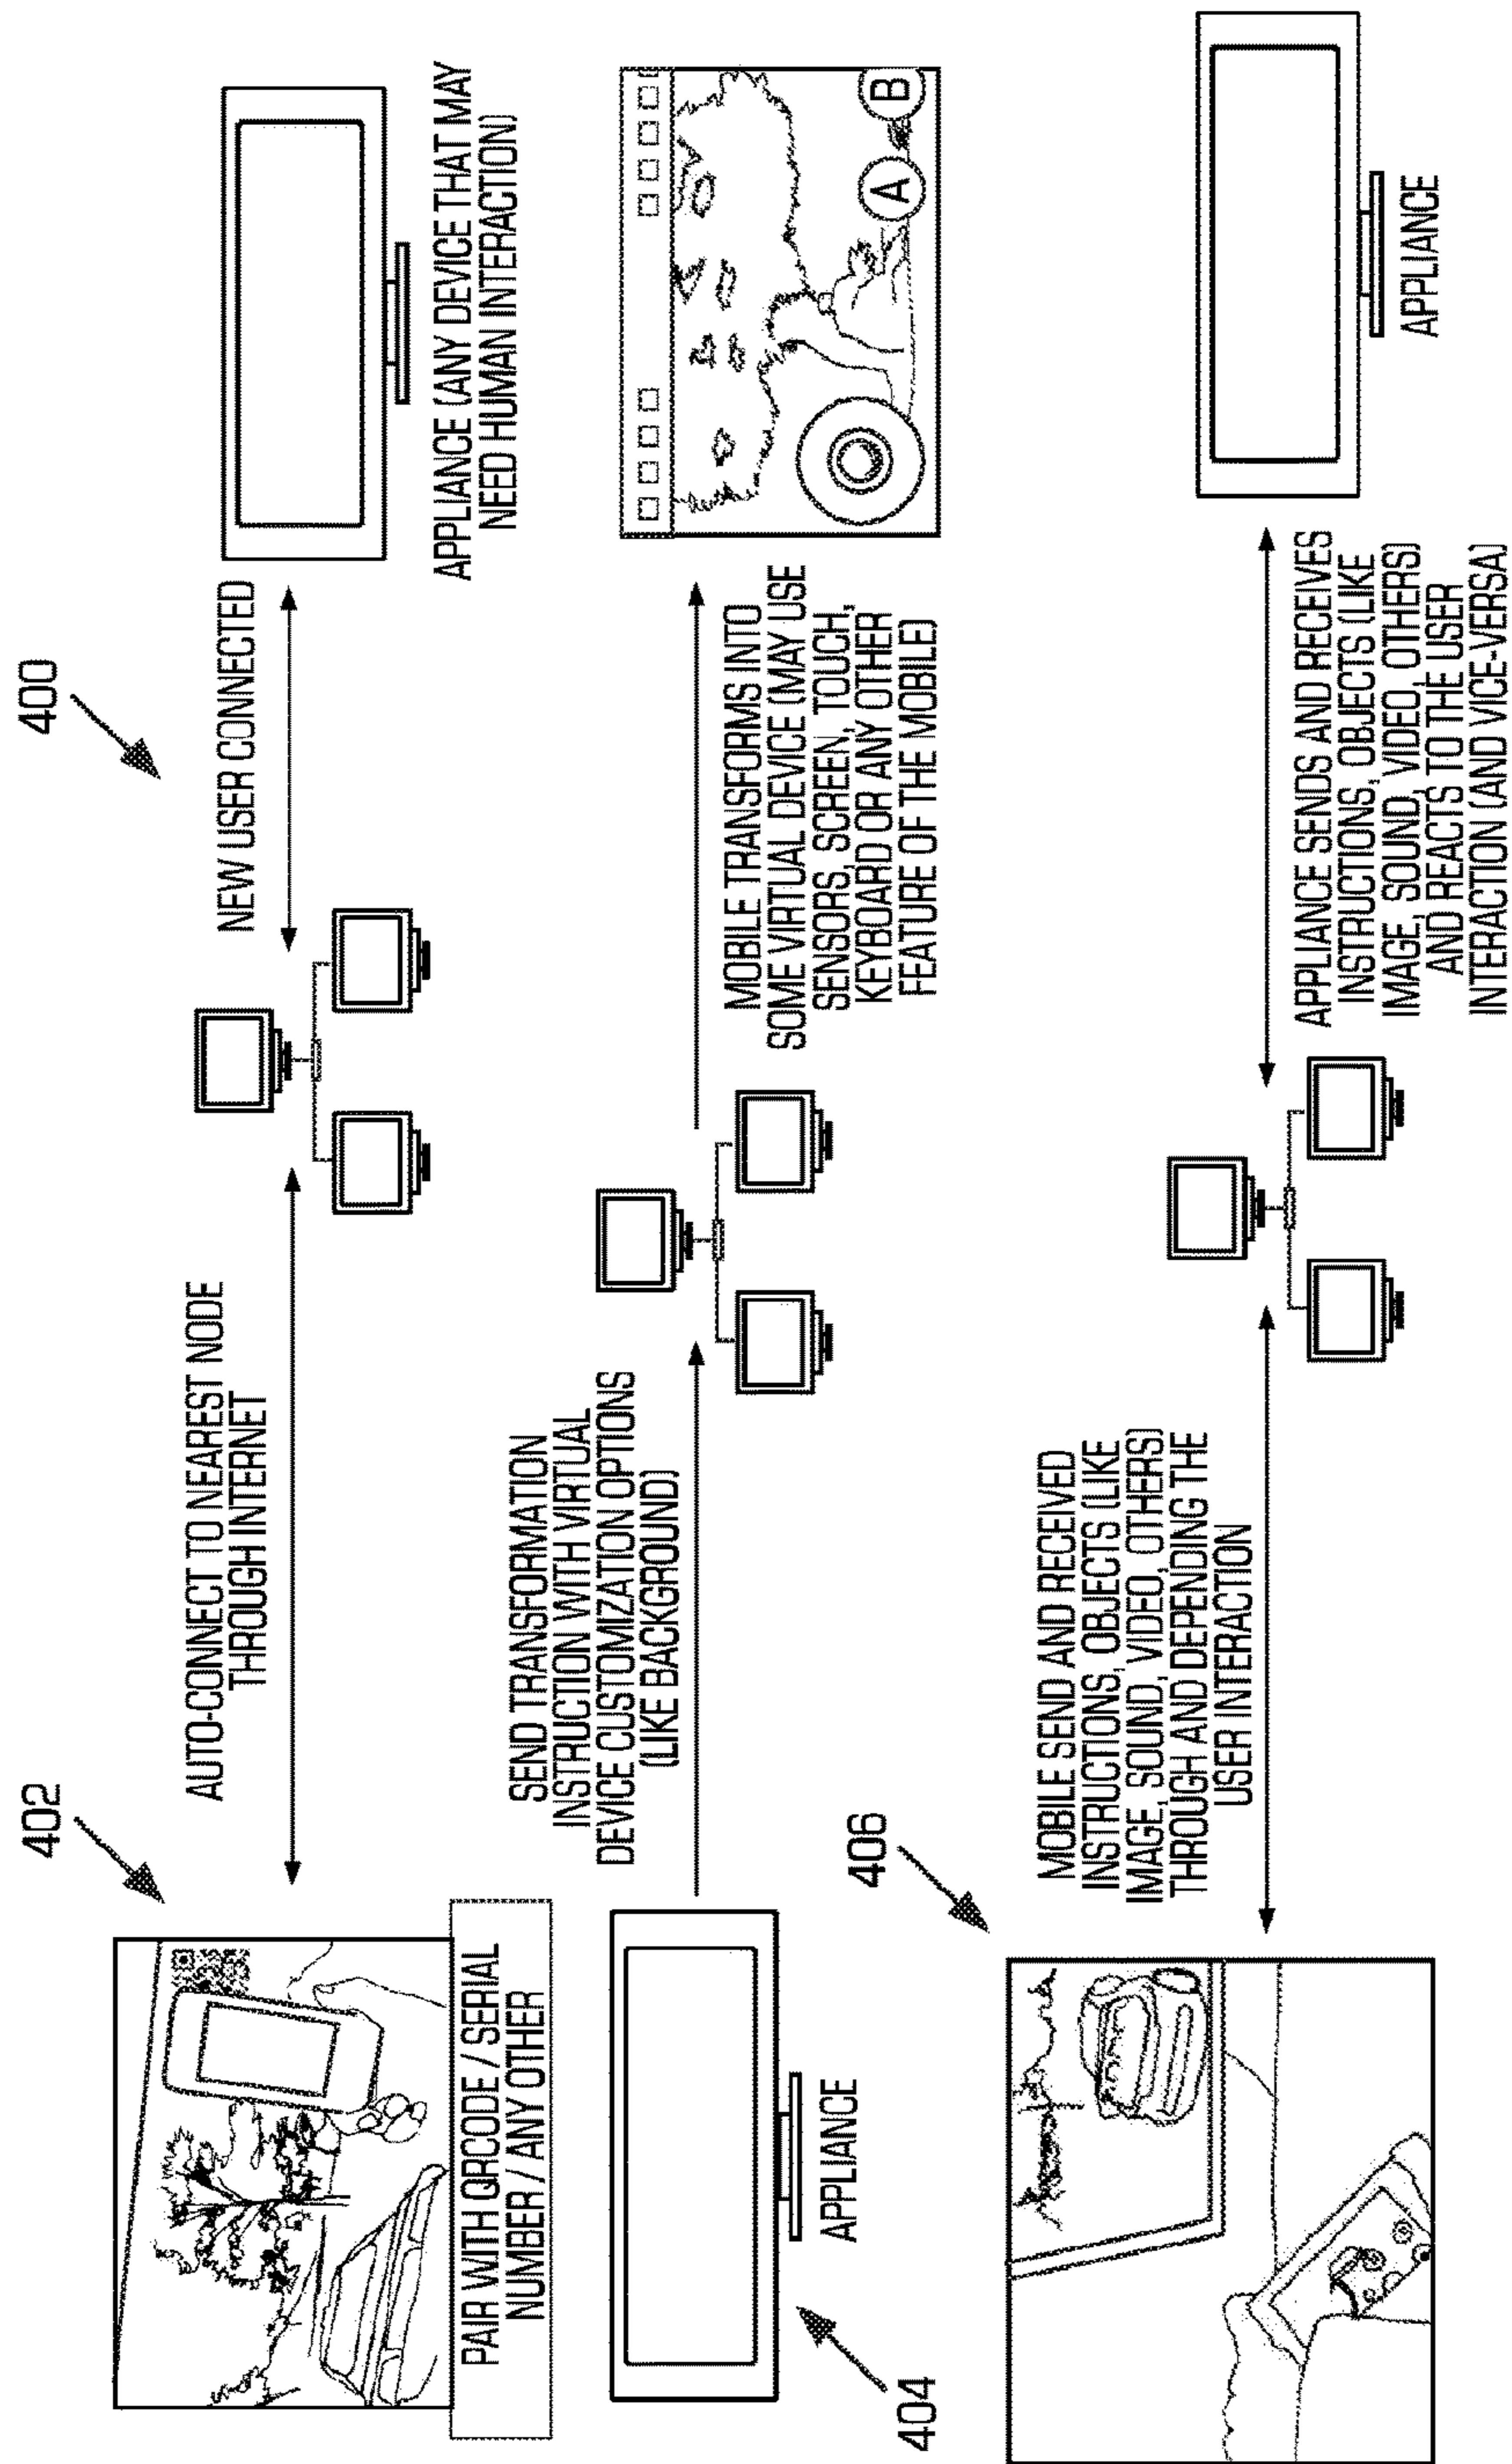 400
402
AUTO-CONNECT TO NEAREST NODE
THROUGH INTERNET
NEW USER CONNECTED
PAIR WITH QRCODE / SERIAL
NUMBER / ANY OTHER
APPLIANCE (ANY DEVICE THAT MAY
NEED HUMAN INTERACTION)
404
APPLIANCE
SEND TRANSFORMATION
INSTRUCTION WITH VIRTUAL
DEVICE CUSTOMIZATION OPTIONS
(LIKE BACKGROUND)
MOBILE TRANSFORMS INTO
SOME VIRTUAL DEVICE (MAY USE
SENSORS, SCREEN, TOUCH,
KEYBOARD OR ANY OTHER
FEATURE OF THE MOBILE)
A
B
406
MOBILE SEND AND RECEIVED
INSTRUCTIONS, OBJECTS (LIKE
IMAGE, SOUND, VIDEO, OTHERS)
THROUGH AND DEPENDING THE
USER INTERACTION
APPLIANCE SENDS AND RECEIVES
INSTRUCTIONS, OBJECTS (LIKE
IMAGE, SOUND, VIDEO, OTHERS)
AND REACTS TO THE USER
INTERACTION (AND VICE-VERSA)
APPLIANCE